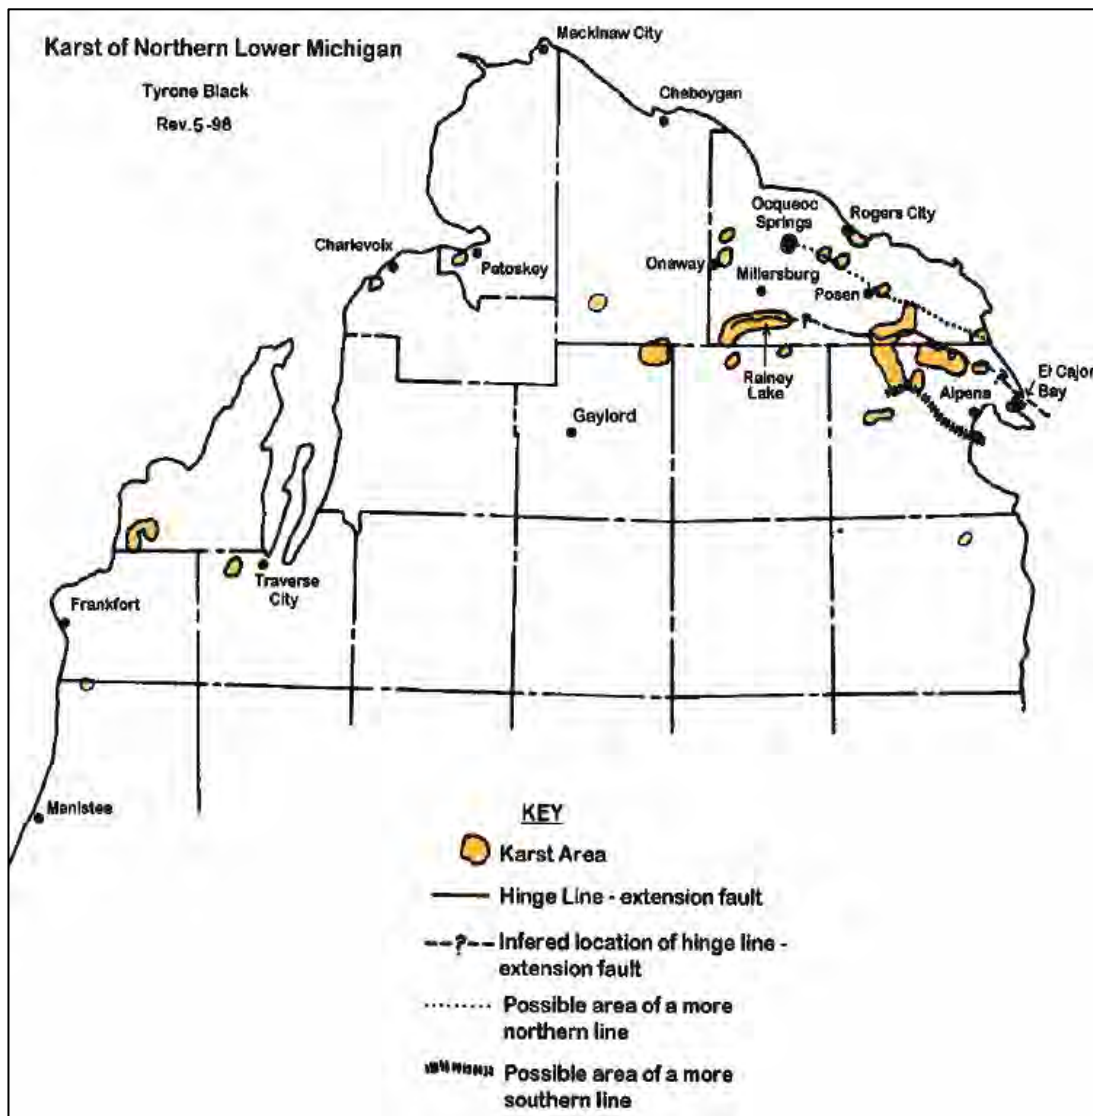 Karst of Northern Lower Michigan
Tyrone Black
Rev.5-98
Mackinaw City
Cheboygan
Ocqueoc
Springs
Rogers City
Charlevoix
Petoskey
Onaway
Millersburg
Posen
?
Rainey
Lake
?
El Cajon
Bay
Alpena
Gaylord
Traverse
City
Frankfort
Manistee
KEY
Karst Area
Hinge Line - extension fault
--?-- Infered location of hinge line -
extension fault
Possible area of a more
northern line
Possible area of a more
southern line